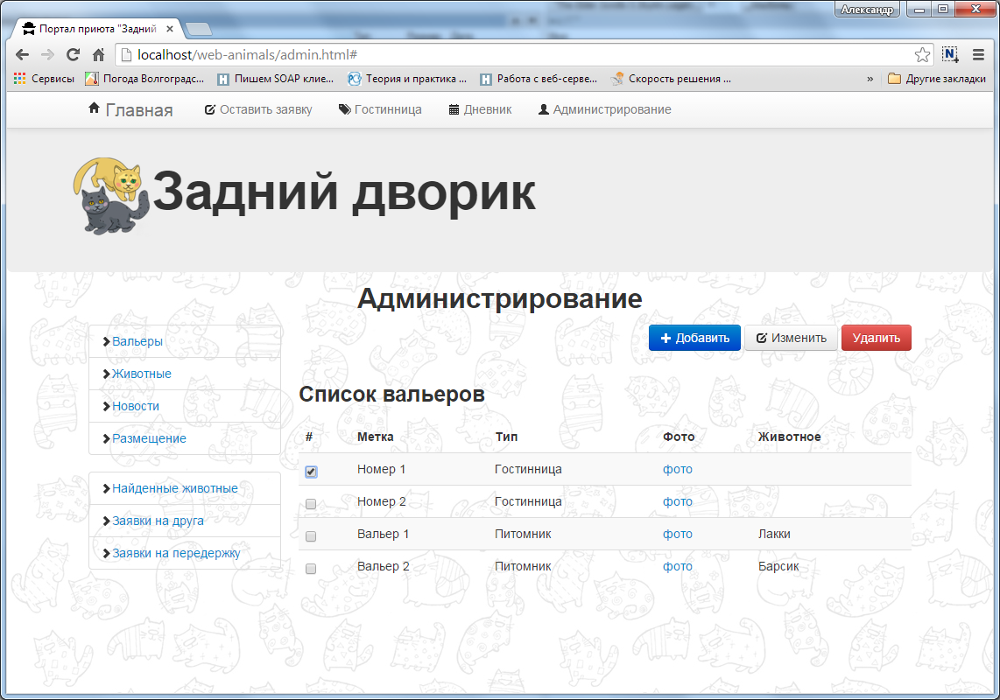 Александр
Портал приюта "Задний
localhost/web-animals/admin.html#
Сервисы Погода Волгоградс... Пишем SOAP клие... Теория и практика ... Работа с веб-серве... Скорость решения ... » Другие закладки
Главная Оставить заявку Гостинница Дневник Администрирование
Задний дворик
Администрирование
Добавить Изменить Удалить
Вальеры
Животные
Новости
Размещение
Найденные животные
Заявки на друга
Заявки на передержку
Список вальеров
# Метка Тип Фото Животное
Номер 1 Гостинница фото
Номер 2 Гостинница фото
Вальер 1 Питомник фото Лакки
Вальер 2 Питомник фото Барсик